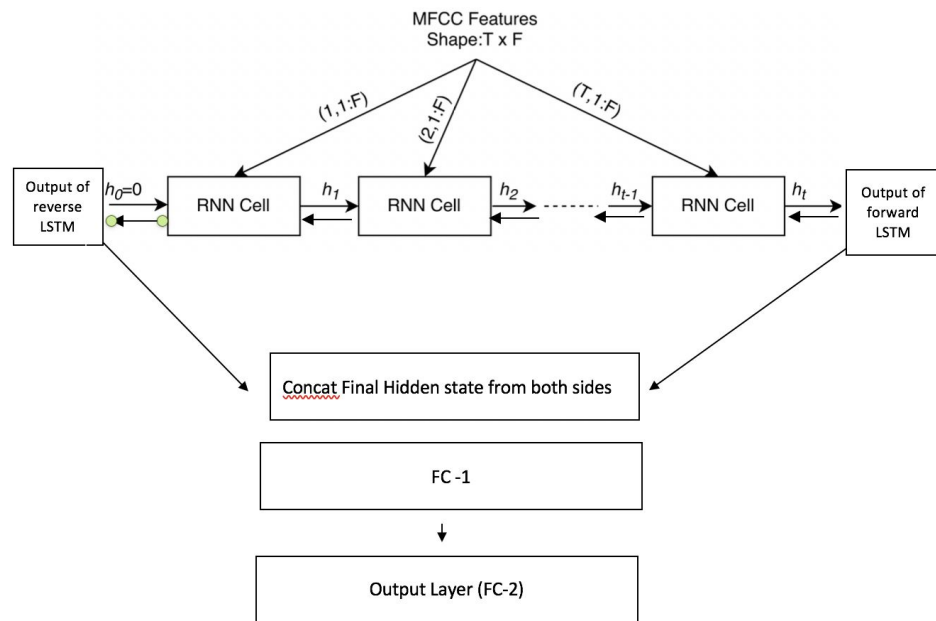 MFCC Features
Shape:T x F
(1,1:F)
(2,1:F)
(T,1:F)
Output of
reverse
LSTM
h0=0
RNN Cell
h1
RNN Cell
h2
ht-1
RNN Cell
ht
Output of
forward
LSTM
Concat Final Hidden state from both sides
FC -1
Output Layer (FC-2)